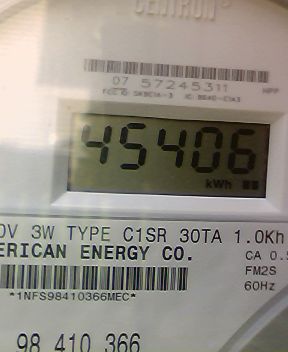 CENTRON®
07 57245311
HPP
45406
kWh
0V 3W TYPE C1SR 30TA 1.0Kh
ERICAN ENERGY CO.
CA 0.5
FM2S
60Hz
*1NFS98410366MEC*
98 410 366